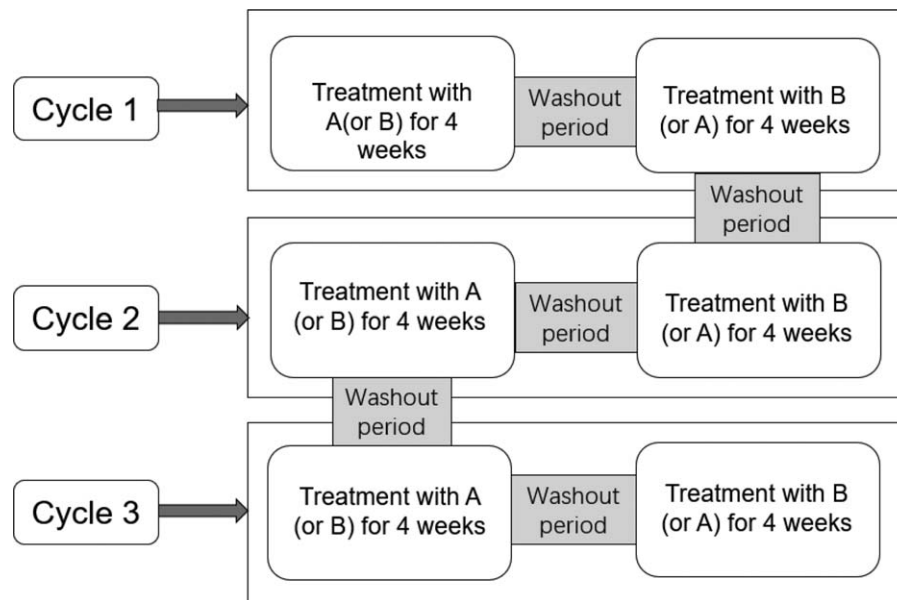 Cycle 1
Treatment with
A(or B) for 4
weeks
Washout
period
Treatment with B
(or A) for 4 weeks
Washout
period
Cycle 2
Treatment with A
(or B) for 4 weeks
Washout
period
Treatment with B
(or A) for 4 weeks
Washout
period
Cycle 3
Treatment with A
(or B) for 4 weeks
Washout
period
Treatment with B
(or A) for 4 weeks